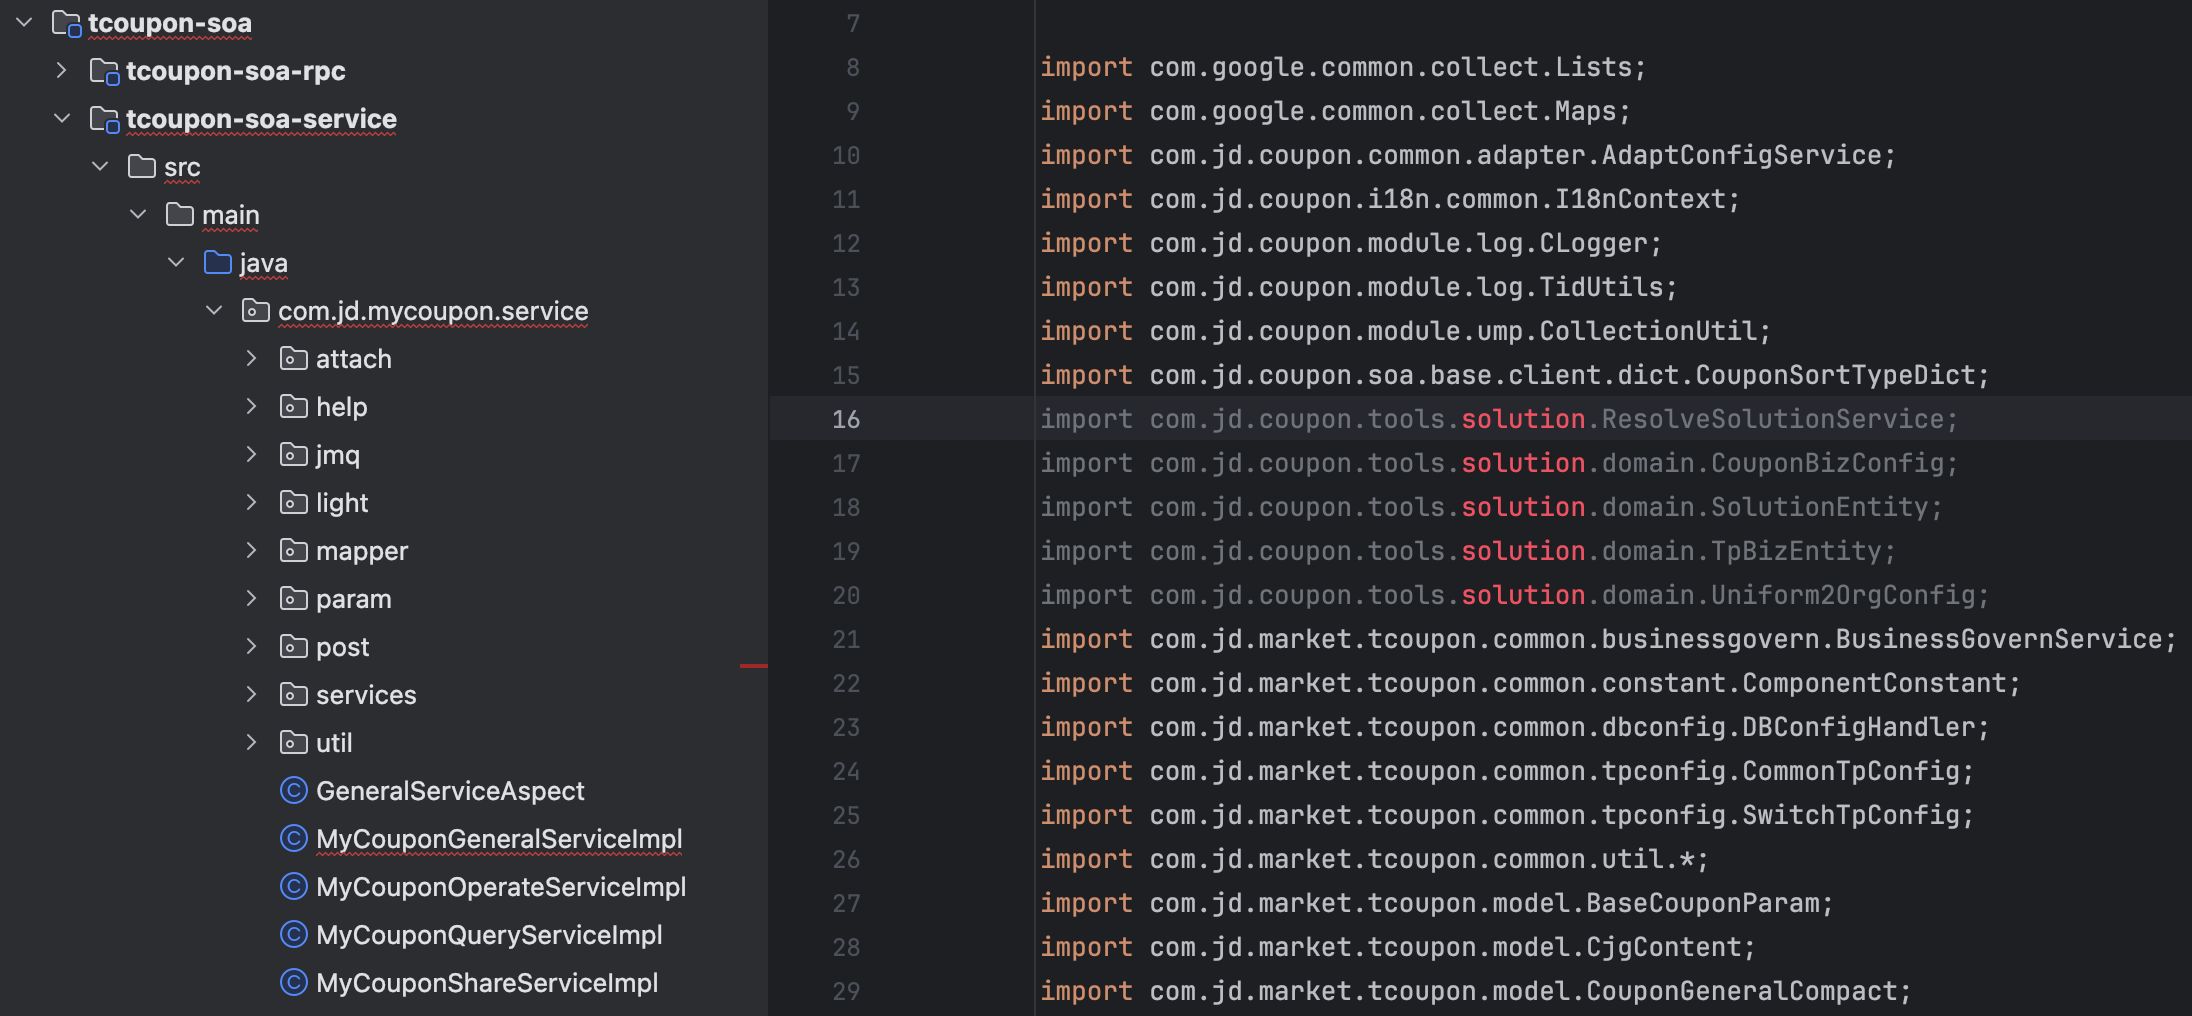 tcoupon-soa
tcoupon-soa-rpc
tcoupon-soa-service
src
main
java
com.jd.mycoupon.service
attach
help
jmq
light
mapper
param
post
services
util
GeneralServiceAspect
MyCouponGeneralServiceImpl
MyCouponOperateServiceImpl
MyCouponQueryServiceImpl
MyCouponShareServiceImpl
7
8 import com.google.common.collect.Lists;
9 import com.google.common.collect.Maps;
10 import com.jd.coupon.common.adapter.AdaptConfigService;
11 import com.jd.coupon.i18n.common.I18nContext;
12 import com.jd.coupon.module.log.CLogger;
13 import com.jd.coupon.module.log.TidUtils;
14 import com.jd.coupon.module.ump.CollectionUtil;
15 import com.jd.coupon.soa.base.client.dict.CouponSortTypeDict;
16 import com.jd.coupon.tools.solution.ResolveSolutionService;
17 import com.jd.coupon.tools.solution.domain.CouponBizConfig;
18 import com.jd.coupon.tools.solution.domain.SolutionEntity;
19 import com.jd.coupon.tools.solution.domain.TpBizEntity;
20 import com.jd.coupon.tools.solution.domain.Uniform2OrgConfig;
21 import com.jd.market.tcoupon.common.businessgovern.BusinessGovernService;
22 import com.jd.market.tcoupon.common.constant.ComponentConstant;
23 import com.jd.market.tcoupon.common.dbconfig.DBConfigHandler;
24 import com.jd.market.tcoupon.common.tpconfig.CommonTpConfig;
25 import com.jd.market.tcoupon.common.tpconfig.SwitchTpConfig;
26 import com.jd.market.tcoupon.common.util.*;
27 import com.jd.market.tcoupon.model.BaseCouponParam;
28 import com.jd.market.tcoupon.model.CjgContent;
29 import com.jd.market.tcoupon.model.CouponGeneralCompact;